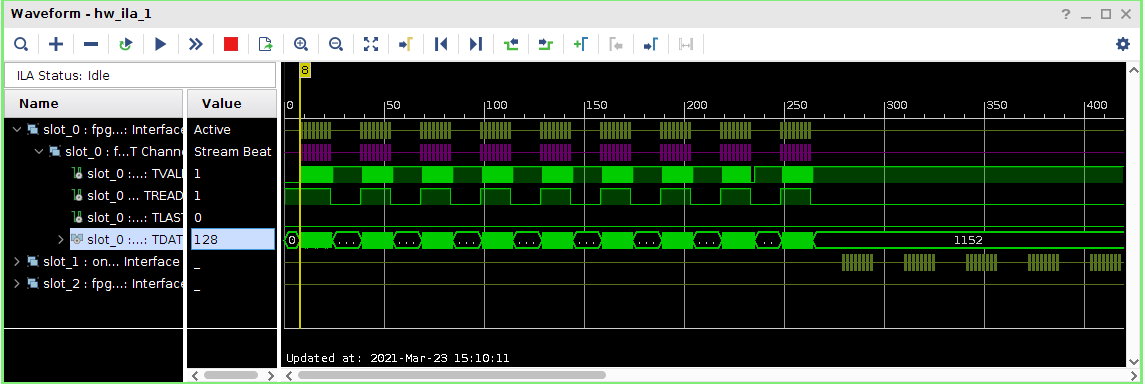 Waveform - hw_ila_1
ILA Status: Idle
Name Value
8
0 50 100 150 200 250 300 350 400
slot_0 : fpg...: Interface Active
slot_0 : f...T Channe Stream Beat
slot_0 :...: TVALI 1
slot_0 ... TREAD 1
slot_0 :...: TLAST 0
slot_0 :...: TDAT 128 0 ... ... ... ... ... ... ... ... 1152
slot_1 : on... Interface _
slot_2 : fpg...: Interface _
Updated at: 2021-Mar-23 15:10:11